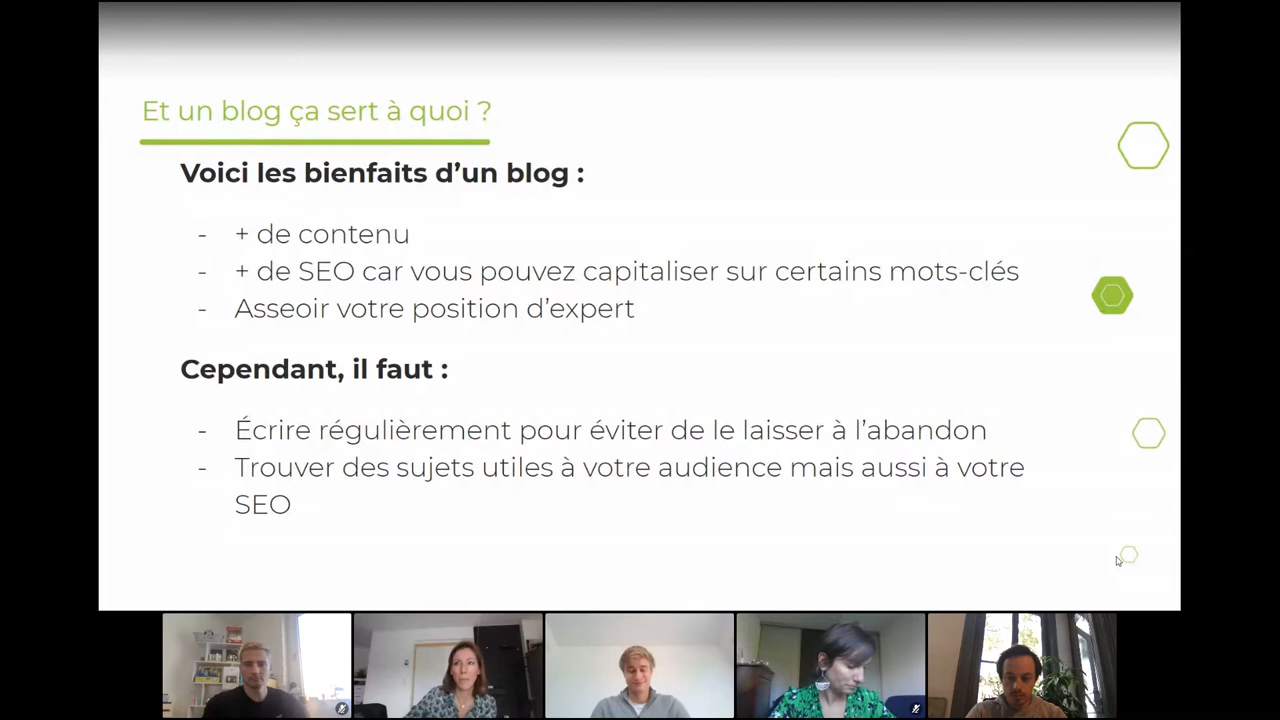 Et un blog ça sert à quoi ?
Voici les bienfaits d’un blog :
- + de contenu
- + de SEO car vous pouvez capitaliser sur certains mots-clés
- Asseoir votre position d’expert
Cependant, il faut :
- Écrire régulièrement pour éviter de le laisser à l’abandon
- Trouver des sujets utiles à votre audience mais aussi à votre
SEO